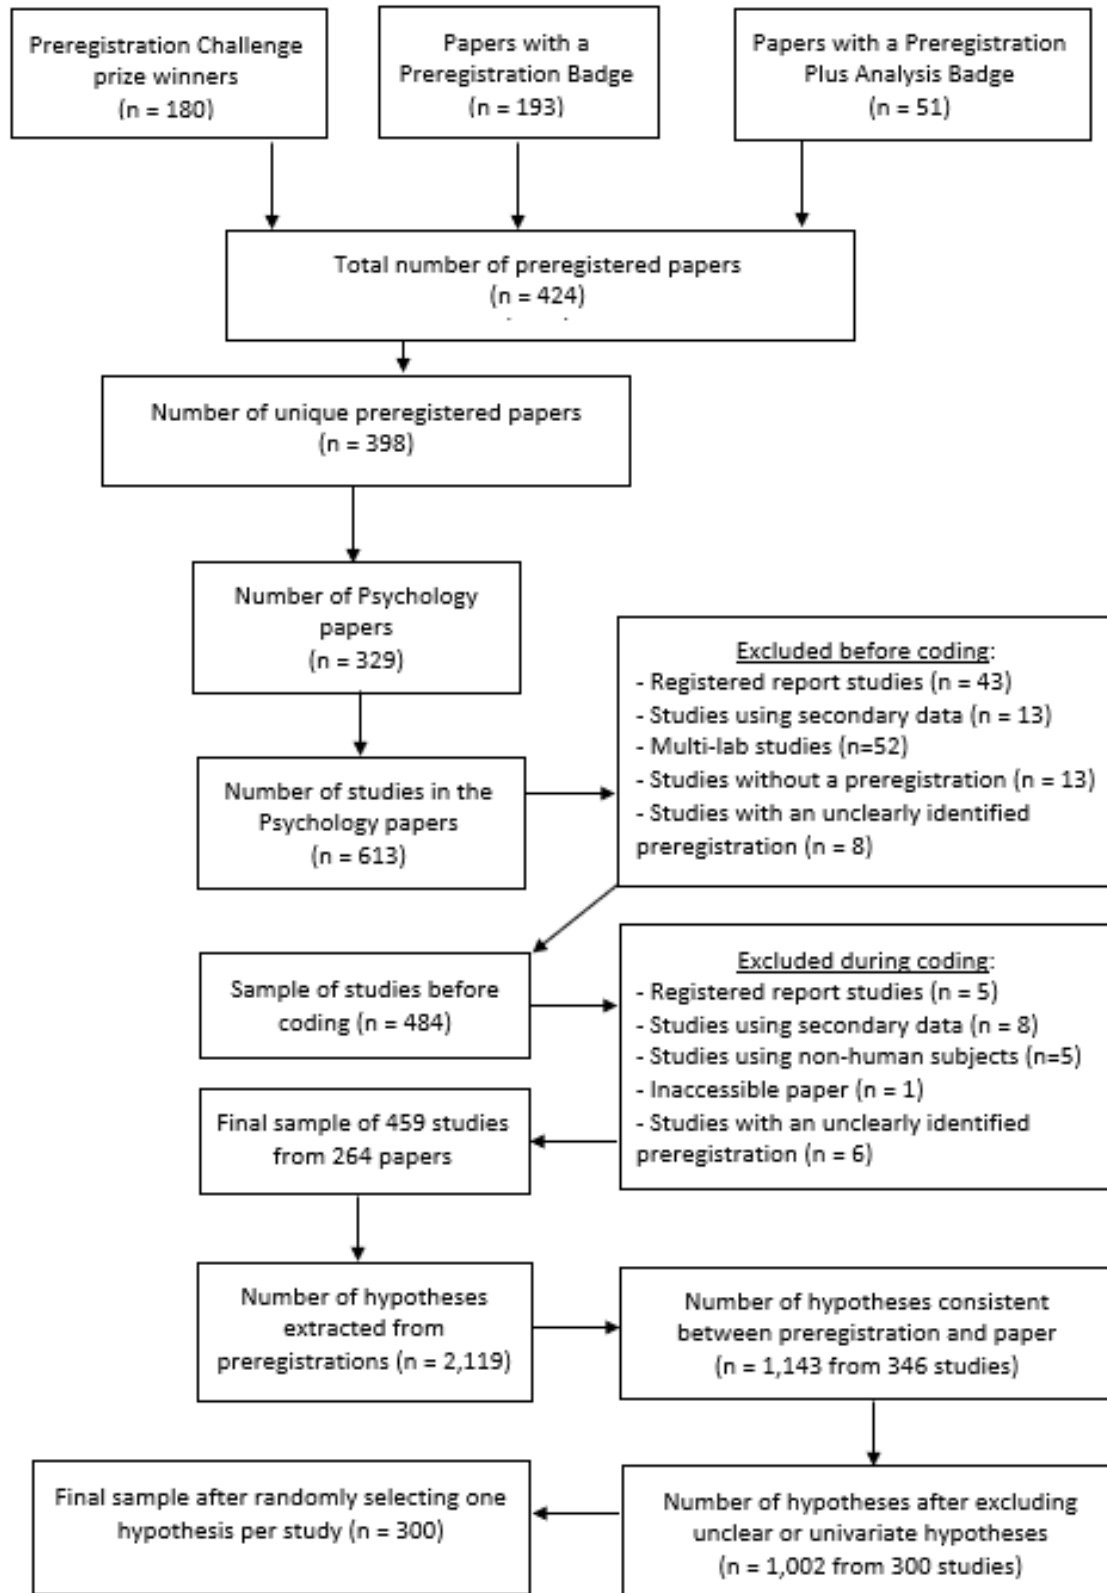 Preregistration Challenge
prize winners
(n = 180)
Papers with a
Preregistration Badge
(n = 193)
Papers with a Preregistration
Plus Analysis Badge
(n = 51)
Total number of preregistered papers
(n = 424)
Number of unique preregistered papers
(n = 398)
Number of Psychology
papers
(n = 329)
Number of studies in the
Psychology papers
(n = 613)
Excluded before coding:
- Registered report studies (n = 43)
- Studies using secondary data (n = 13)
- Multi-lab studies (n=52)
- Studies without a preregistration (n = 13)
- Studies with an unclearly identified
preregistration (n = 8)
Sample of studies before
coding (n = 484)
Excluded during coding:
- Registered report studies (n = 5)
- Studies using secondary data (n = 8)
- Studies using non-human subjects (n=5)
- Inaccessible paper (n = 1)
- Studies with an unclearly identified
preregistration (n = 6)
Final sample of 459 studies
from 264 papers
Number of hypotheses
extracted from
preregistrations (n = 2,119)
Number of hypotheses consistent
between preregistration and paper
(n = 1,143 from 346 studies)
Number of hypotheses after excluding
unclear or univariate hypotheses
(n = 1,002 from 300 studies)
Final sample after randomly selecting one
hypothesis per study (n = 300)